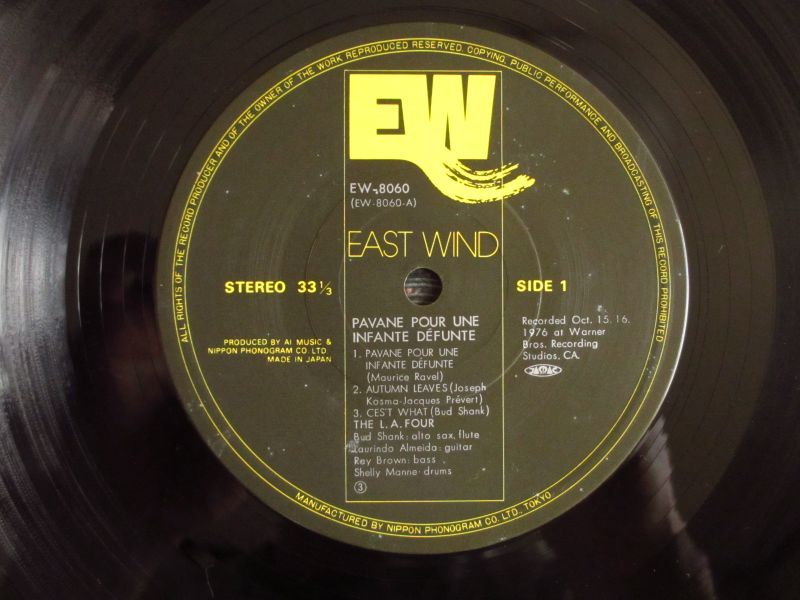 ALL RIGHTS OF THE RECORD PRODUCER AND OF THE OWNER OF THE WORK REPRODUCED RESERVED. COPYING, PUBLIC PERFORMANCE AND BROADCASTING OF THIS RECORD PROHIBITED
EW
EW-8060
(EW-8060-A)
EAST WIND
STEREO 33 1/3
SIDE 1
PRODUCED BY AI MUSIC &
NIPPON PHONOGRAM CO. LTD.
MADE IN JAPAN
PAVANE POUR UNE
INFANTE DÉFUNTE
1. PAVANE POUR UNE
INFANTE DÉFUNTE
(Maurice Ravel)
2. AUTUMN LEAVES (Joseph
Kosma-Jacques Prévert)
3. C'EST WHAT (Bud Shank)
THE L.A. FOUR
Bud Shank: alto sax, flute
Laurindo Almeida: guitar
Rey Brown: bass
Shelly Manne: drums
③
Recorded Oct. 15. 16.
1976 at Warner
Bros. Recording
Studios, CA.
JASRAC
MANUFACTURED BY NIPPON PHONOGRAM CO. LTD., TOKYO